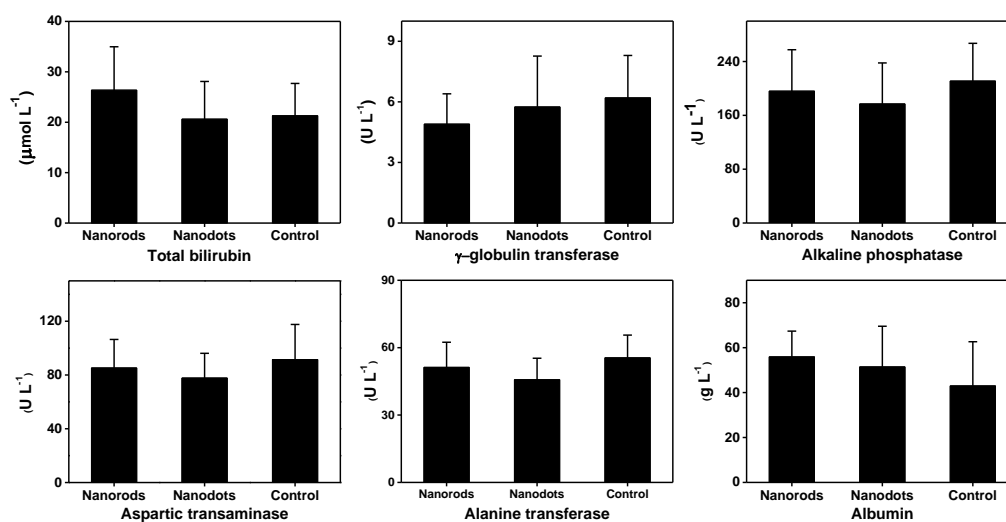 40
30
20
10
0
(μmol L⁻¹)
Nanorods Nanodots Control
Total bilirubin
9
6
3
0
(U L⁻¹)
Nanorods Nanodots Control
γ–globulin transferase
240
160
80
0
(U L⁻¹)
Nanorods Nanodots Control
Alkaline phosphatase
120
80
40
0
(U L⁻¹)
Nanorods Nanodots Control
Aspartic transaminase
90
60
30
0
(U L⁻¹)
Nanorods Nanodots Control
Alanine transferase
80
60
40
20
0
(g L⁻¹)
Nanorods Nanodots Control
Albumin